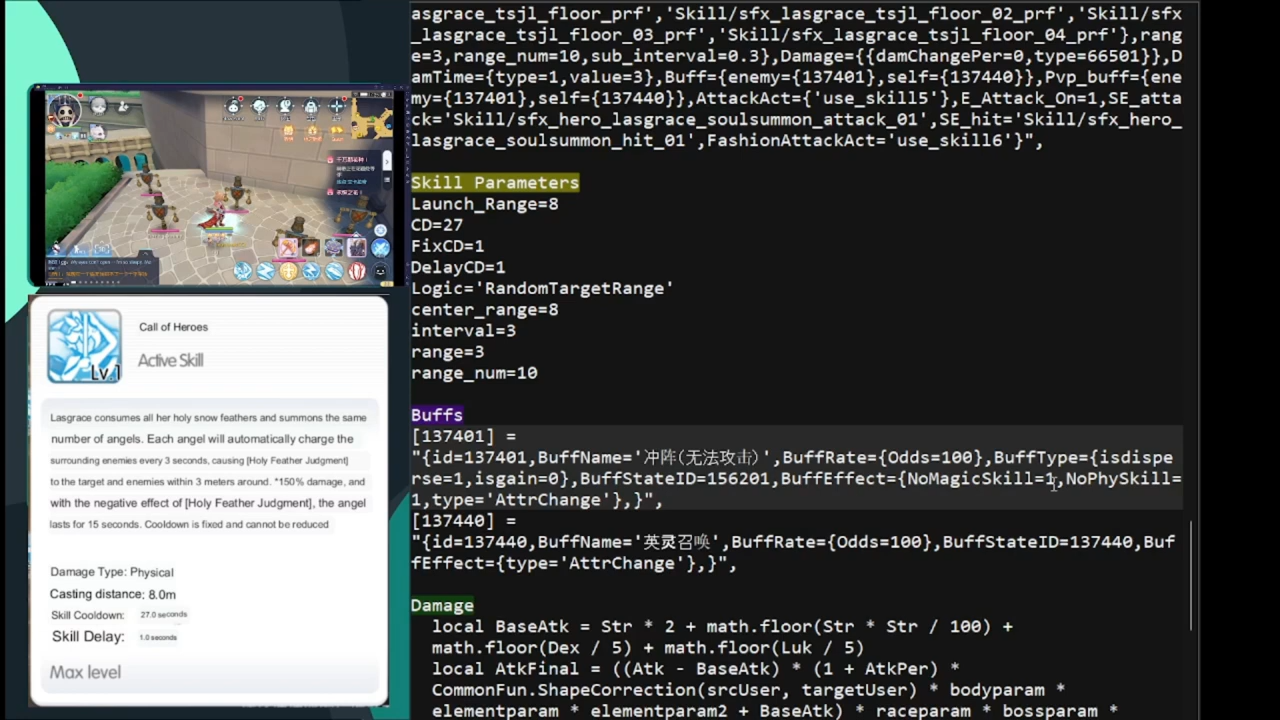 Call of Heroes
Active Skill
Lv.1
Lasgrace consumes all her holy snow feathers and summons the same
number of angels. Each angel will automatically charge the
surrounding enemies every 3 seconds, causing [Holy Feather Judgment]
to the target and enemies within 3 meters around. *150% damage, and
with the negative effect of [Holy Feather Judgment], the angel
lasts for 15 seconds. Cooldown is fixed and cannot be reduced
Damage Type: Physical
Casting distance: 8.0m
Skill Cooldown: 27.0 seconds
Skill Delay: 1.0 seconds
Max level
asgrace_tsjl_floor_prf','Skill/sfx_lasgrace_tsjl_floor_02_prf','Skill/sfx
_lasgrace_tsjl_floor_03_prf','Skill/sfx_lasgrace_tsjl_floor_04_prf'},rang
e=3,range_num=10,sub_interval=0.3},Damage={{damChangePer=0,type=66501}},D
amTime={type=1,value=3},Buff={enemy={137401},self={137440}},Pvp_buff={ene
my={137401},self={137440}},AttackAct={'use_skill5'},E_Attack_On=1,SE_atta
ck='Skill/sfx_hero_lasgrace_soulsummon_attack_01',SE_hit='Skill/sfx_hero_
lasgrace_soulsummon_hit_01',FashionAttackAct='use_skill6'}",
Skill Parameters
Launch_Range=8
CD=27
FixCD=1
DelayCD=1
Logic='RandomTargetRange'
center_range=8
interval=3
range=3
range_num=10
Buffs
[137401] =
"{id=137401,BuffName='冲阵(无法攻击)',BuffRate={Odds=100},BuffType={isdispe
rse=1,isgain=0},BuffStateID=156201,BuffEffect={NoMagicSkill=1,NoPhySkill=
1,type='AttrChange'},}",
[137440] =
"{id=137440,BuffName='英灵召唤',BuffRate={Odds=100},BuffStateID=137440,Buf
fEffect={type='AttrChange'},}",
Damage
local BaseAtk = Str * 2 + math.floor(Str * Str / 100) +
math.floor(Dex / 5) + math.floor(Luk / 5)
local AtkFinal = ((Atk - BaseAtk) * (1 + AtkPer) *
CommonFun.ShapeCorrection(srcUser, targetUser) * bodyparam *
elementparam * elementparam2 + BaseAtk) * raceparam * bossparam *